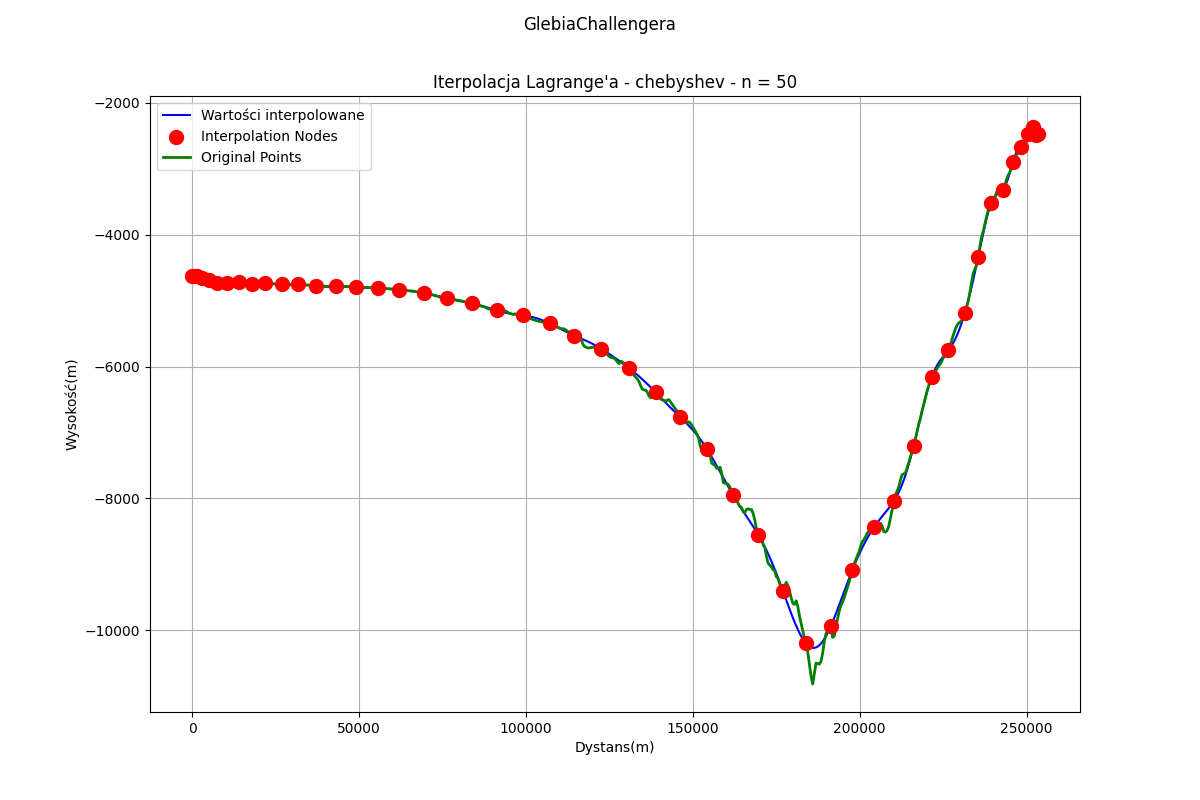 GlebiaChallengera
Iterpolacja Lagrange'a - chebyshev - n = 50
Wartości interpolowane
Interpolation Nodes
Original Points
Wysokość(m)
−2000
−4000
−6000
−8000
−10000
0 50000 100000 150000 200000 250000
Dystans(m)